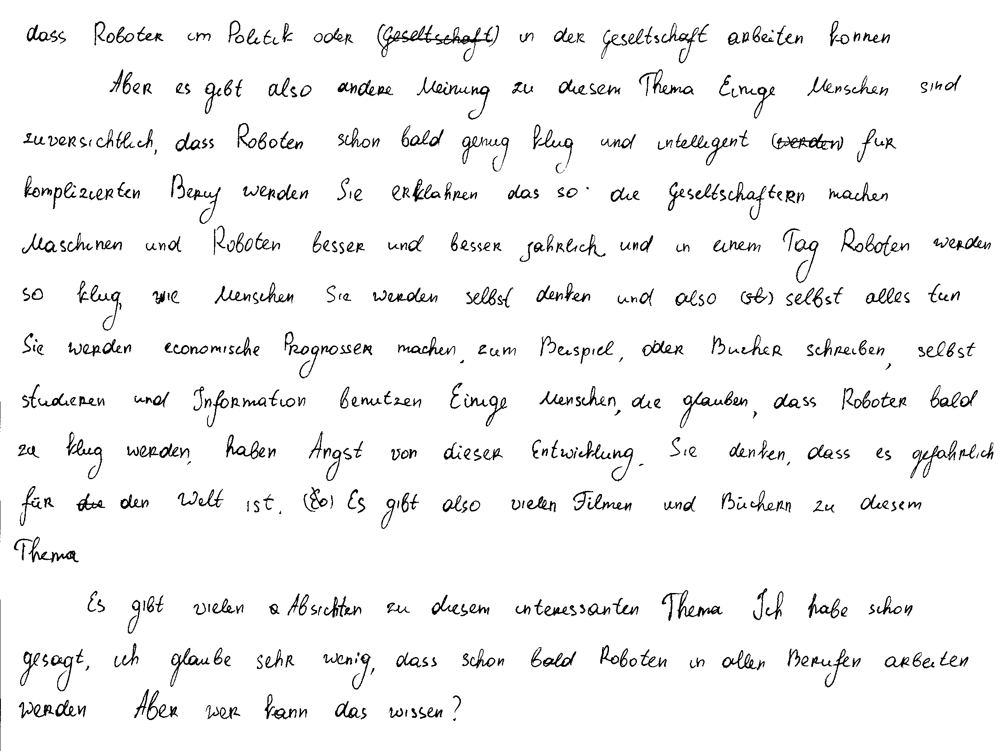 dass Roboter im Politik oder (Geseltschaft) in der Geseltschaft arbeiten konnen
Aber es gibt also andere Meinung zu diesem Thema Einige Menschen sind
zuversichtlich, dass Roboten schon bald genug klug und intelligent (werden) fur
komplizierten Beruf werden Sie erklahren das so · die Geseltschaftern machen
Maschinen und Roboten besser und besser jahrlich. und in einem Tag Roboten werden
so klug, wie Menschen Sie werden selbst denken und also (st) selbst alles tun
Sie werden economische Prognossen machen, zum Beispiel, oder Bucher schreiben, selbst
studieren und Information benutzen Einige Menschen, die glauben, dass Roboter bald
zu klug werden, haben Angst von dieser Entwicklung. Sie denken, dass es gefahrlich
für die den Welt ist. (Eo) Es gibt also vielen Filmen und Büchern zu diesem
Thema
Es gibt vielen a Absichten zu diesem interessanten Thema Ich habe schon
gesagt, ich glaube sehr wenig, dass schon bald Roboten in allen Berufen arbeiten
werden Aber wer kann das wissen?